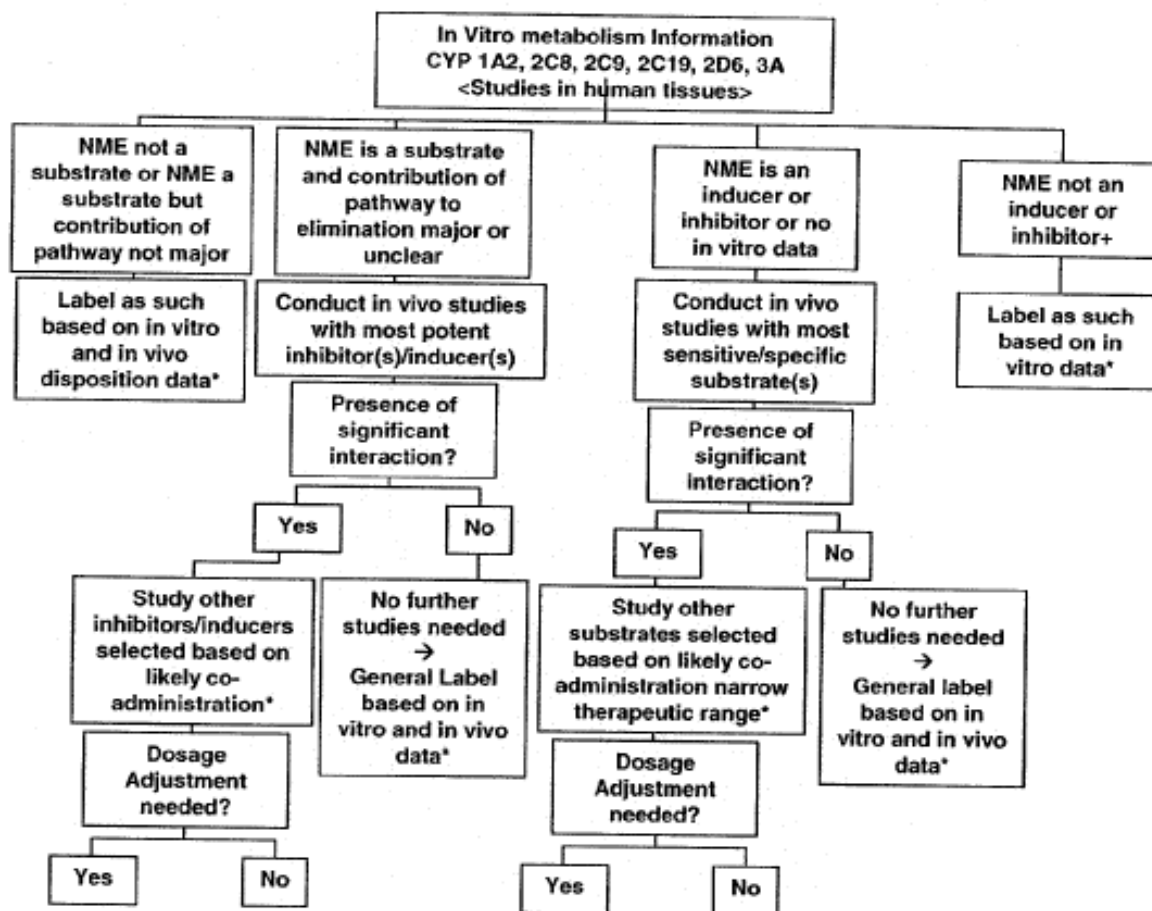 In Vitro metabolism Information
CYP 1A2, 2C8, 2C9, 2C19, 2D6, 3A
<Studies in human tissues>
NME not a
substrate or NME a
substrate but
contribution of
pathway not major
NME is a substrate
and contribution of
pathway to
elimination major or
unclear
NME is an
inducer or
inhibitor or no
in vitro data
NME not an
inducer or
inhibitor+
Label as such
based on in vitro
and in vivo
disposition data*
Conduct in vivo studies
with most potent
inhibitor(s)/inducer(s)
Conduct in vivo
studies with most
sensitive/specific
substrate(s)
Label as such
based on in
vitro data*
Presence of
significant
interaction?
Presence of
significant
interaction?
Yes
No
Yes
No
Study other
inhibitors/inducers
selected based on
likely co-
administration*
No further
studies needed
→
General Label
based on in
vitro and in vivo
data*
Study other
substrates selected
based on likely co-
administration narrow
therapeutic range*
No further
studies needed
→
General label
based on in
vitro and in vivo
data*
Dosage
Adjustment
needed?
Dosage
Adjustment
needed?
Yes
No
Yes
No